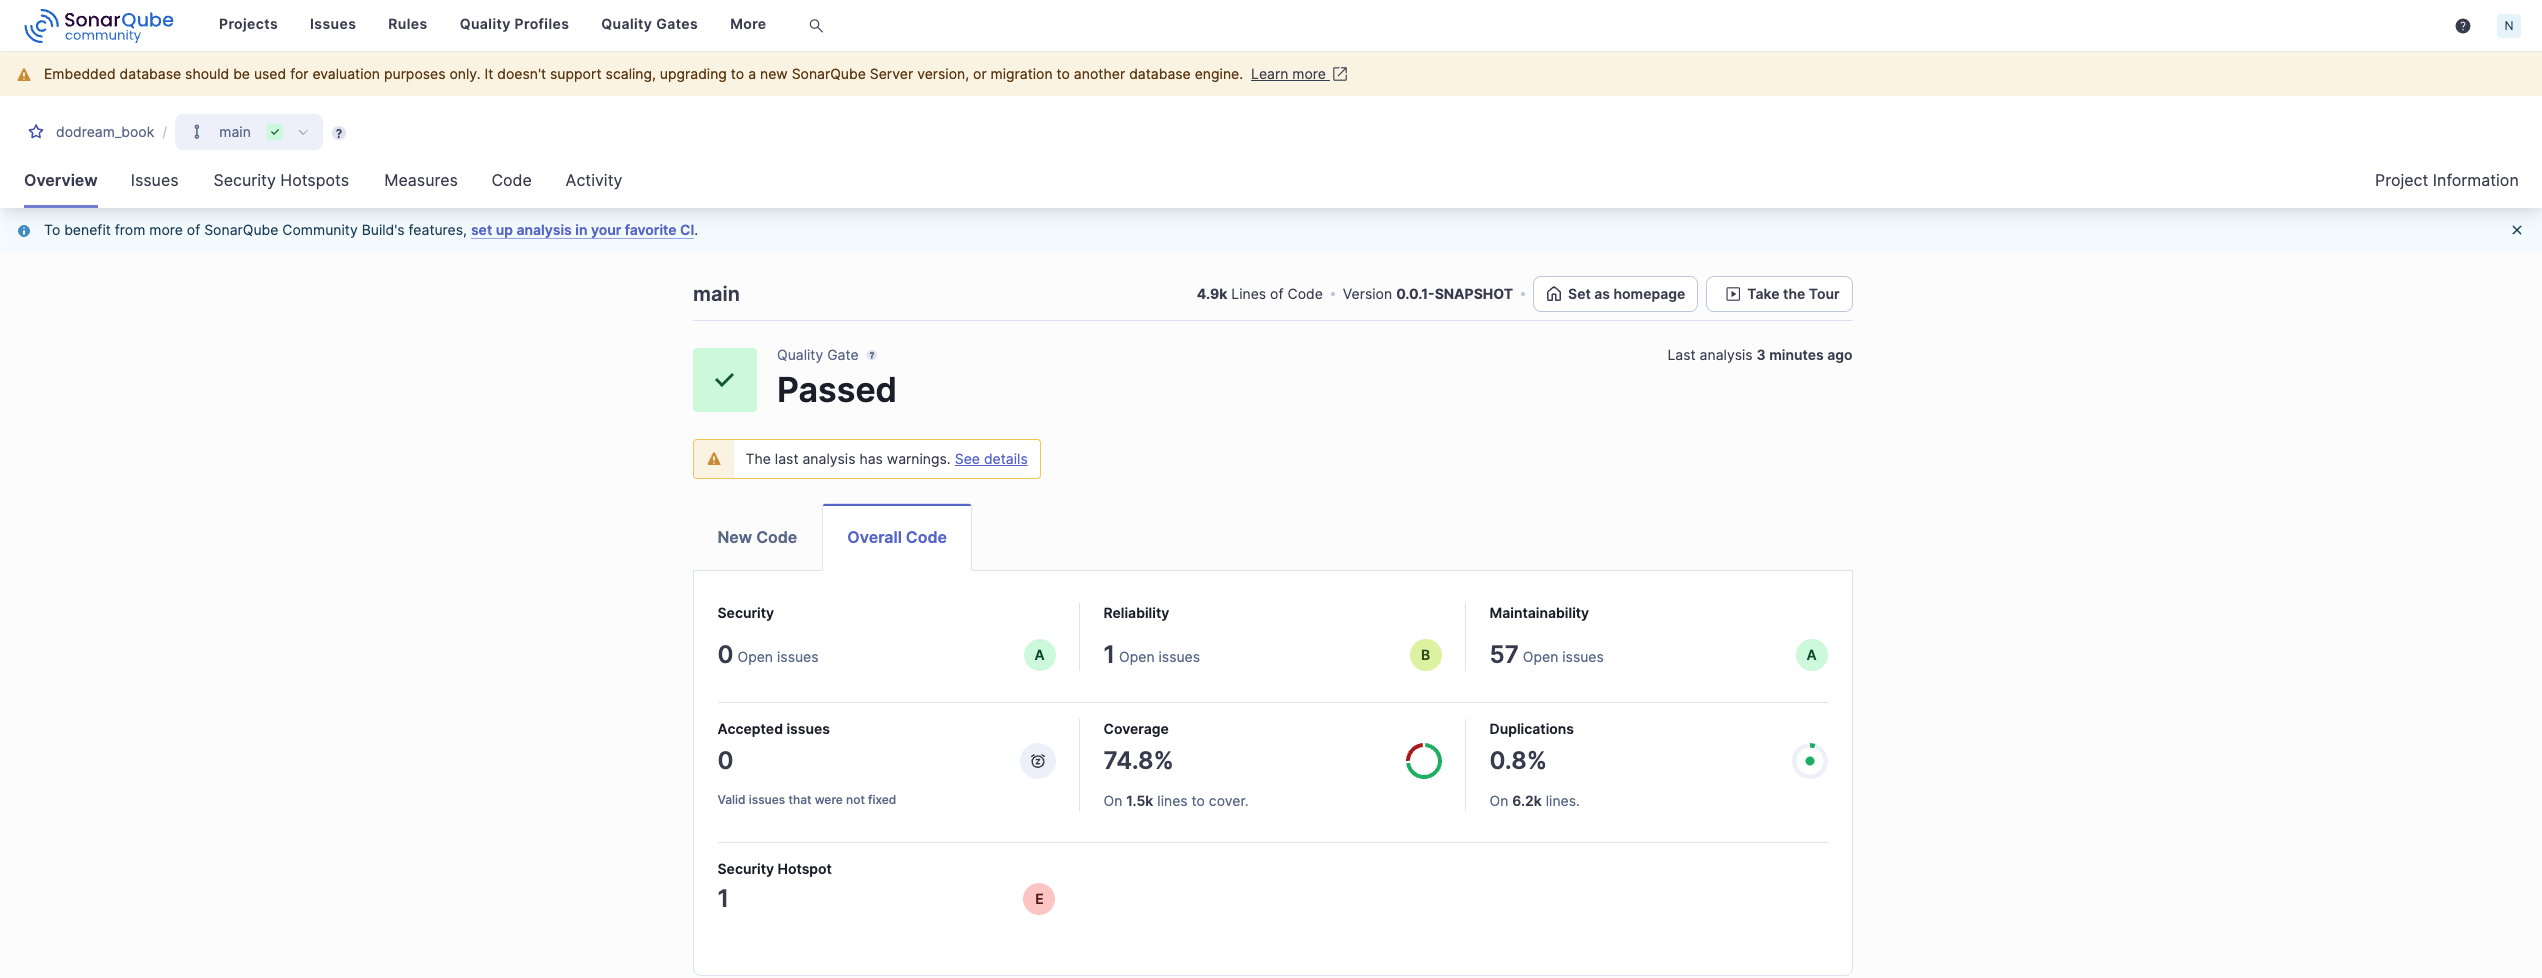 SonarQube
community
Projects Issues Rules Quality Profiles Quality Gates More
? N
Embedded database should be used for evaluation purposes only. It doesn't support scaling, upgrading to a new SonarQube Server version, or migration to another database engine. Learn more
dodream_book / main ?
Overview Issues Security Hotspots Measures Code Activity Project Information
To benefit from more of SonarQube Community Build's features, set up analysis in your favorite CI.
main 4.9k Lines of Code • Version 0.0.1-SNAPSHOT • Set as homepage Take the Tour
Quality Gate ? Last analysis 3 minutes ago
Passed
The last analysis has warnings. See details
New Code Overall Code
Security Reliability Maintainability
0 Open issues A 1 Open issues B 57 Open issues A
Accepted issues Coverage Duplications
0 74.8% 0.8%
Valid issues that were not fixed On 1.5k lines to cover. On 6.2k lines.
Security Hotspot
1 E